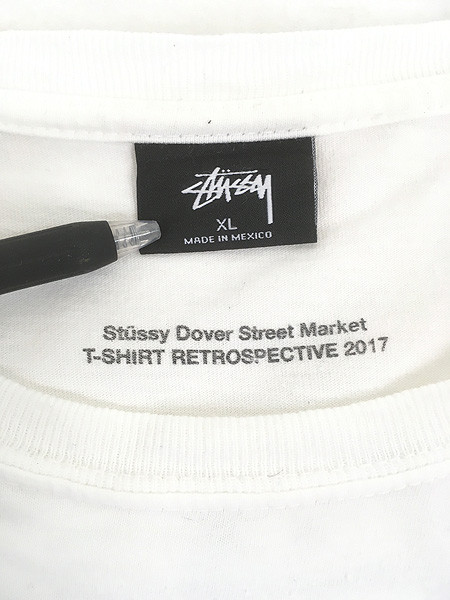 STÜSSY
XL
MADE IN MEXICO
Stüssy Dover Street Market
T-SHIRT RETROSPECTIVE 2017